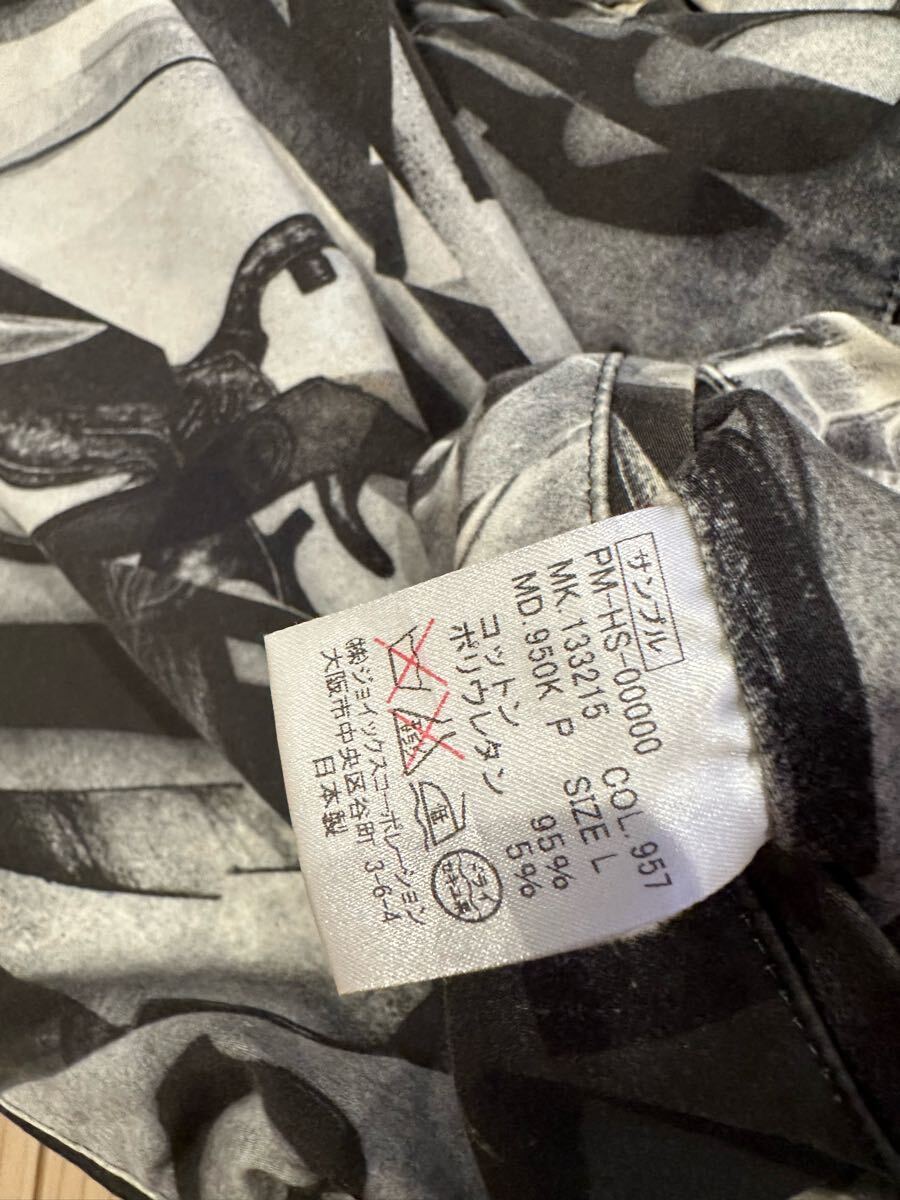 サンプル
PM-HS-00000 COL.957
MK 133215 SIZE L
MD 950K P
コットン 95%
ポリウレタン 5%
ドライ
㈱ジョイックスコーポレーション
大阪市中央区谷町 3-6-4
日本製